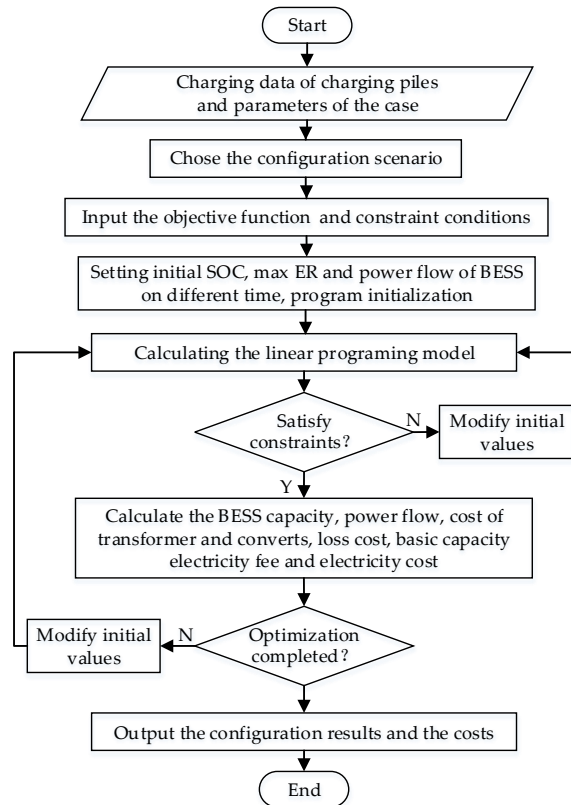 Start
Charging data of charging piles
and parameters of the case
Chose the configuration scenario
Input the objective function and constraint conditions
Setting initial SOC, max ER and power flow of BESS
on different time, program initialization
Calculating the linear programing model
Satisfy
constraints?
N
Modify initial
values
Y
Calculate the BESS capacity, power flow, cost of
transformer and converts, loss cost, basic capacity
electricity fee and electricity cost
Modify initial
values
N
Optimization
completed?
Output the configuration results and the costs
End